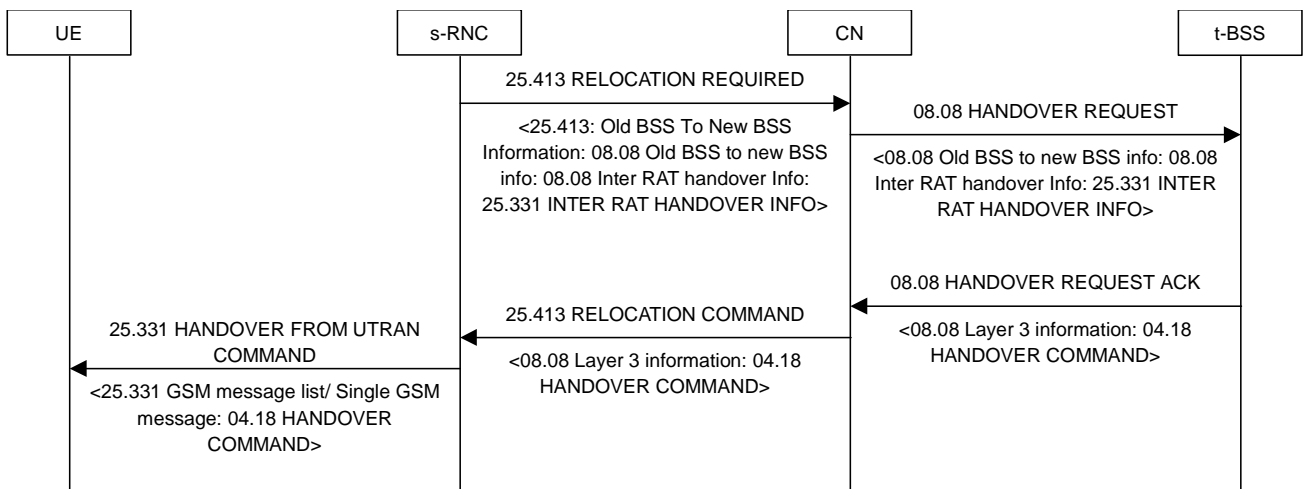 UE
s-RNC
CN
t-BSS
25.413 RELOCATION REQUIRED
<25.413: Old BSS To New BSS
Information: 08.08 Old BSS to new BSS
info: 08.08 Inter RAT handover Info:
25.331 INTER RAT HANDOVER INFO>
08.08 HANDOVER REQUEST
<08.08 Old BSS to new BSS info: 08.08
Inter RAT handover Info: 25.331 INTER
RAT HANDOVER INFO>
08.08 HANDOVER REQUEST ACK
<08.08 Layer 3 information: 04.18
HANDOVER COMMAND>
25.413 RELOCATION COMMAND
<08.08 Layer 3 information: 04.18
HANDOVER COMMAND>
25.331 HANDOVER FROM UTRAN
COMMAND
<25.331 GSM message list/ Single GSM
message: 04.18 HANDOVER
COMMAND>